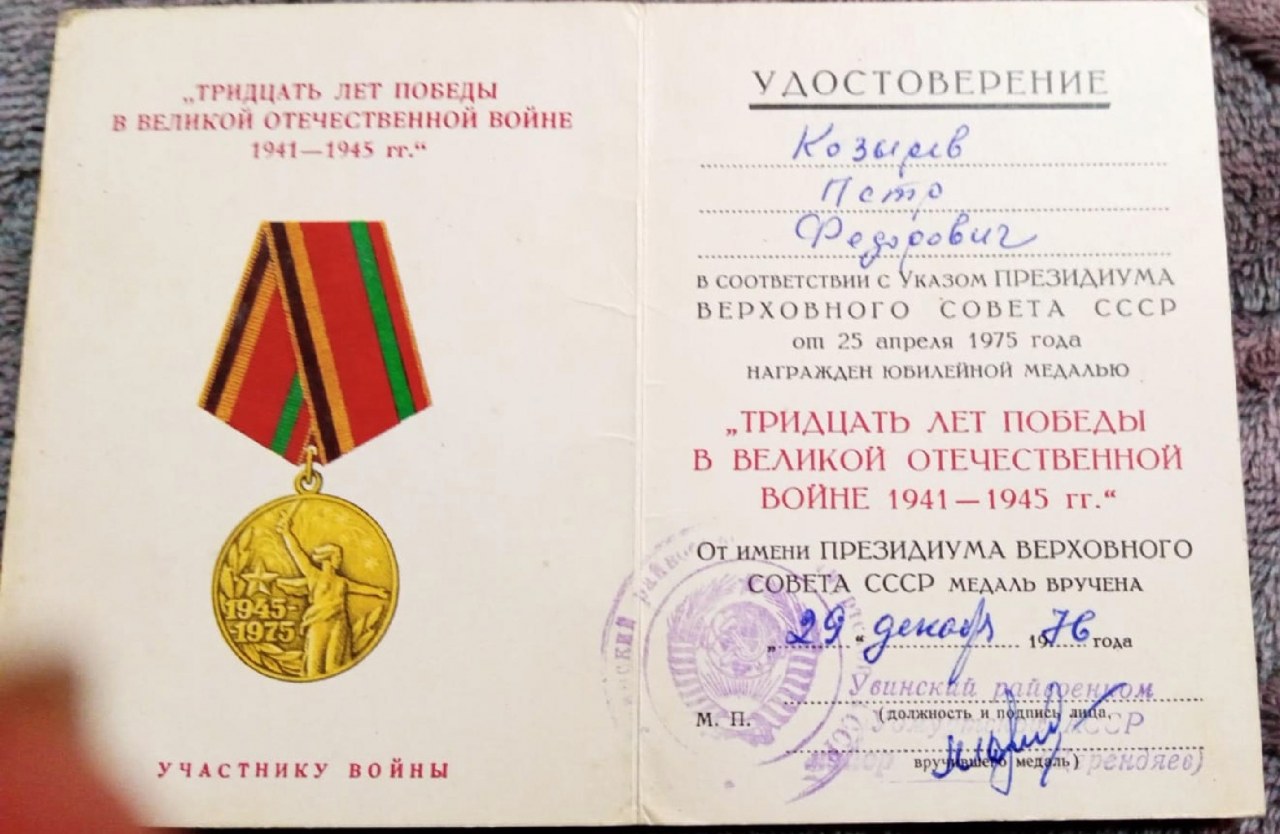 „ТРИДЦАТЬ ЛЕТ ПОБЕДЫ
В ВЕЛИКОЙ ОТЕЧЕСТВЕННОЙ ВОЙНЕ
1941—1945 гг.“
1945-
1975
УЧАСТНИКУ ВОЙНЫ
УДОСТОВЕРЕНИЕ
Козырев
Петр
Федорович
В СООТВЕТСТВИИ С УКАЗОМ ПРЕЗИДИУМА
ВЕРХОВНОГО СОВЕТА СССР
от 25 апреля 1975 года
НАГРАЖДЕН ЮБИЛЕЙНОЙ МЕДАЛЬЮ
„ТРИДЦАТЬ ЛЕТ ПОБЕДЫ
В ВЕЛИКОЙ ОТЕЧЕСТВЕННОЙ
ВОЙНЕ 1941—1945 гг.“
ОТ ИМЕНИ ПРЕЗИДИУМА ВЕРХОВНОГО
СОВЕТА СССР МЕДАЛЬ ВРУЧЕНА
„29“ декабря 1976 года
Увинский райвоенком
М. П.
(должность и подпись лица,
вручившего медаль)
майор